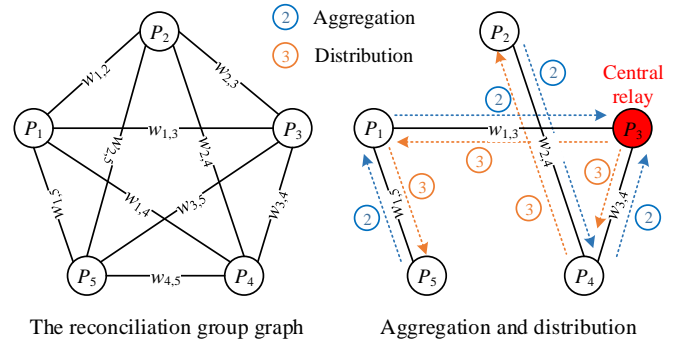 P2
w1,2
w2,3
P1
w1,3
P3
w2,5
w2,4
w1,5
w1,4
w3,5
w3,4
P5
w4,5
P4
The reconciliation group graph
2 Aggregation
3 Distribution
P2
2
Central
relay
P1
2
w1,3
P3
3
w2,4
3
3
w1,5
3
w3,4
2
2
P5
P4
Aggregation and distribution